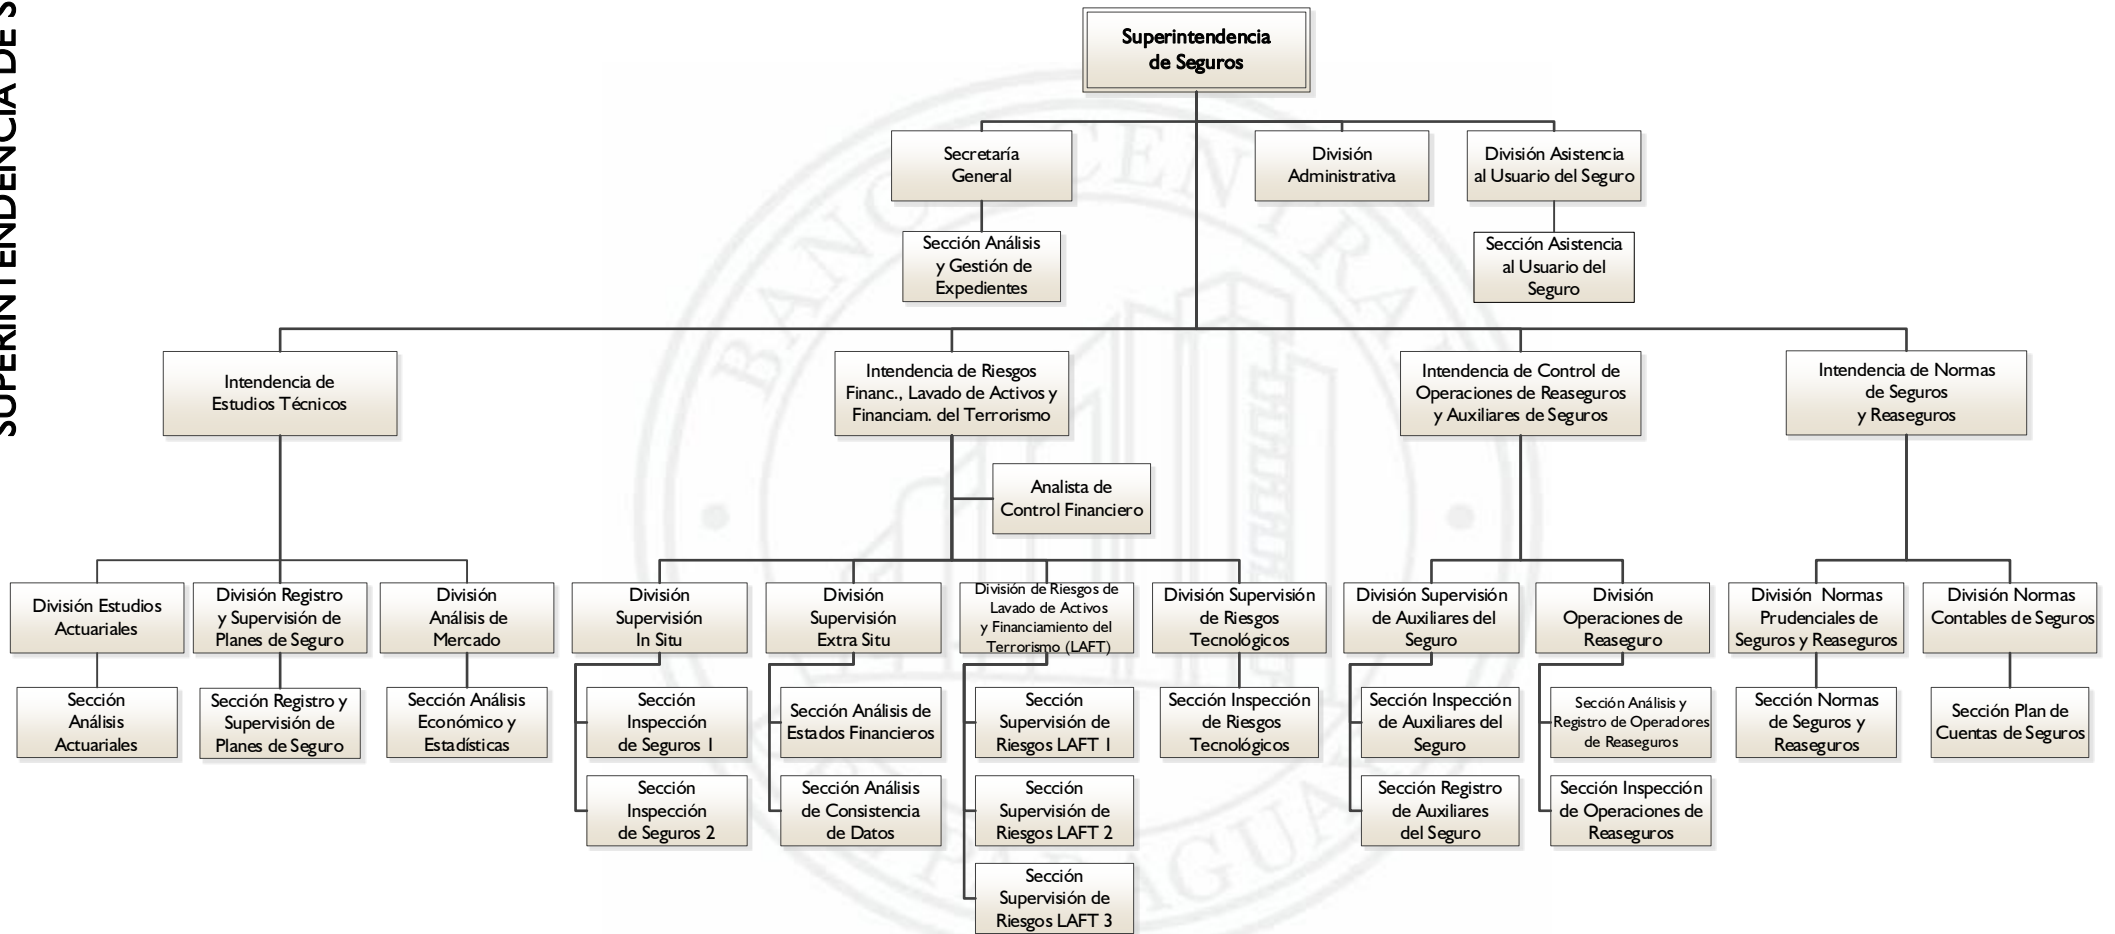 SUPERINTENDENCIA DE S
Superintendencia
de Seguros
Secretaría
General
División
Administrativa
División Asistencia
al Usuario del Seguro
Sección Análisis
y Gestión de
Expedientes
Sección Asistencia
al Usuario del
Seguro
Intendencia de
Estudios Técnicos
Intendencia de Riesgos
Financ., Lavado de Activos y
Financiam. del Terrorismo
Intendencia de Control de
Operaciones de Reaseguros
y Auxiliares de Seguros
Intendencia de Normas
de Seguros
y Reaseguros
Analista de
Control Financiero
División Estudios
Actuariales
División Registro
y Supervisión de
Planes de Seguro
División
Análisis de
Mercado
División
Supervisión
In Situ
División
Supervisión
Extra Situ
División de Riesgos de
Lavado de Activos
y Financiamiento del
Terrorismo (LAFT)
División Supervisión
de Riesgos
Tecnológicos
División Supervisión
de Auxiliares del
Seguro
División
Operaciones de
Reaseguro
División Normas
Prudenciales de
Seguros y Reaseguros
División Normas
Contables de Seguros
Sección
Análisis
Actuariales
Sección Registro y
Supervisión de
Planes de Seguro
Sección Análisis
Económico y
Estadísticas
Sección
Inspección
de Seguros 1
Sección Análisis de
Estados Financieros
Sección
Supervisión de
Riesgos LAFT 1
Sección Inspección
de Riesgos
Tecnológicos
Sección Inspección
de Auxiliares del
Seguro
Sección Análisis y
Registro de Operadores
de Reaseguros
Sección Normas
de Seguros y
Reaseguros
Sección Plan de
Cuentas de Seguros
Sección
Inspección
de Seguros 2
Sección Análisis
de Consistencia
de Datos
Sección
Supervisión de
Riesgos LAFT 2
Sección Registro
de Auxiliares
del Seguro
Sección Inspección
de Operaciones de
Reaseguros
Sección
Supervisión de
Riesgos LAFT 3
BANCO CENTRAL
PARAGUAY